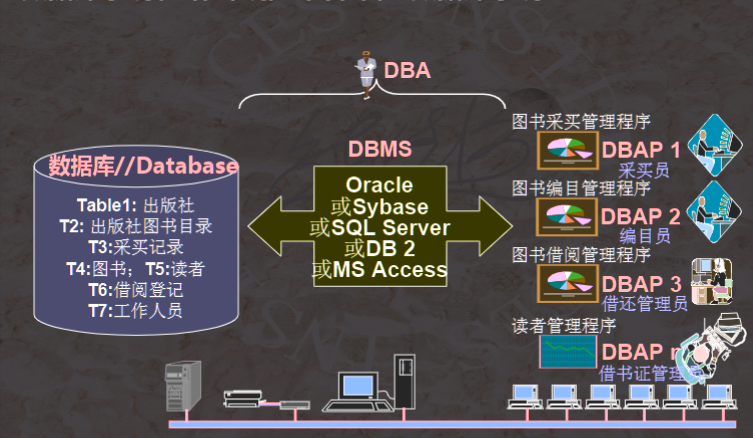 DBA
数据库//Database
Table1: 出版社
T2: 出版社图书目录
T3:采买记录
T4:图书；T5:读者
T6:借阅登记
T7:工作人员
DBMS
Oracle
或Sybase
或SQL Server
或DB 2
或MS Access
图书采买管理程序
DBAP 1
采买员
图书编目管理程序
DBAP 2
编目员
图书借阅管理程序
DBAP 3
借还管理员
读者管理程序
DBAP n
借书证管理